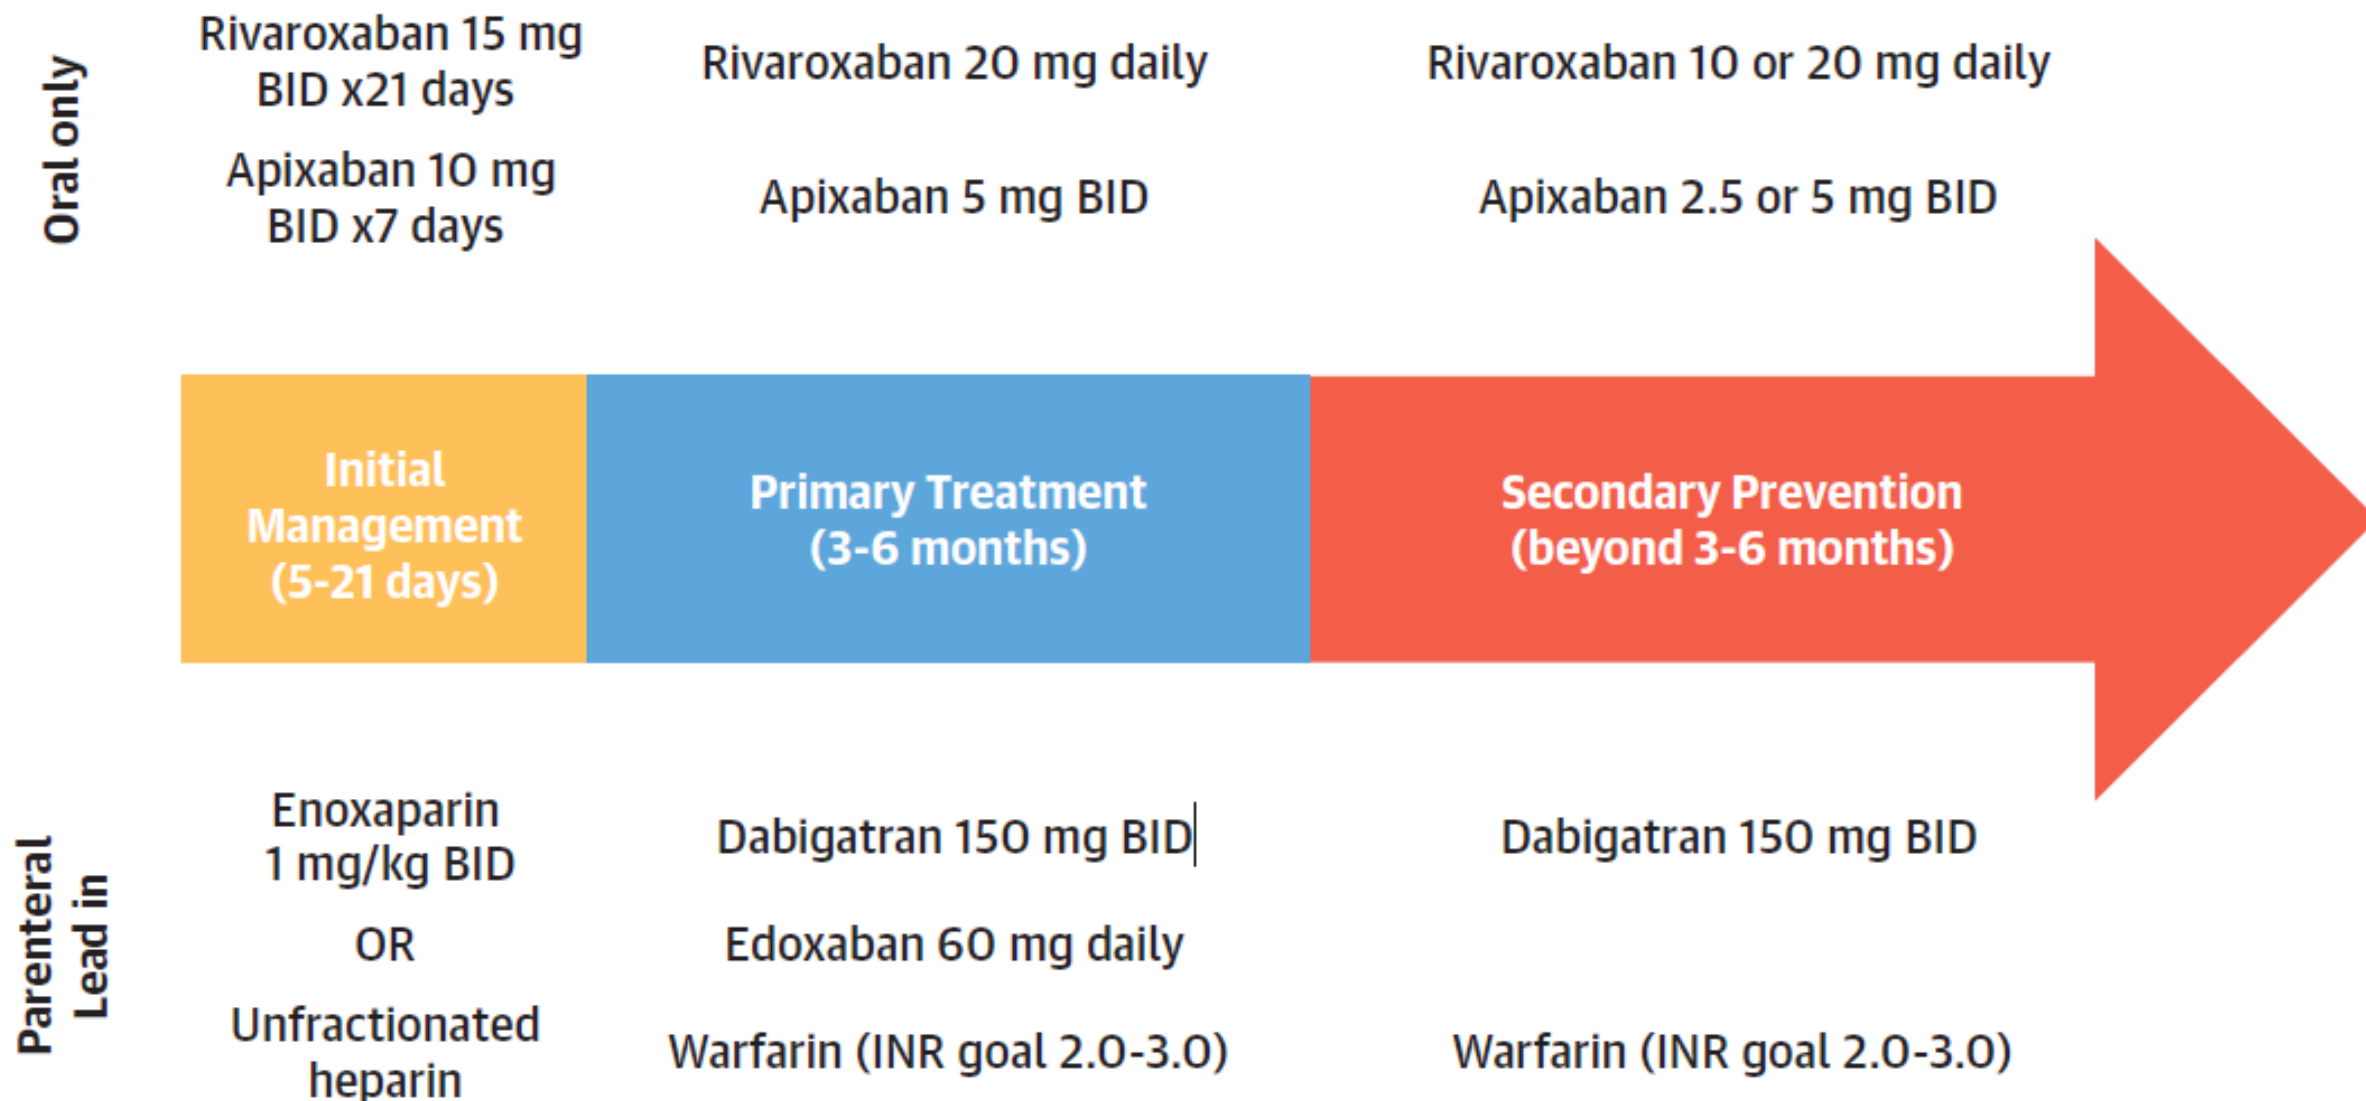 Oral only
Rivaroxaban 15 mg
BID x21 days
Rivaroxaban 20 mg daily
Rivaroxaban 10 or 20 mg daily
Apixaban 10 mg
BID x7 days
Apixaban 5 mg BID
Apixaban 2.5 or 5 mg BID
Initial
Management
(5-21 days)
Primary Treatment
(3-6 months)
Secondary Prevention
(beyond 3-6 months)
Parenteral
Lead in
Enoxaparin
1 mg/kg BID
OR
Unfractionated
heparin
Dabigatran 150 mg BID
Edoxaban 60 mg daily
Warfarin (INR goal 2.0-3.0)
Dabigatran 150 mg BID
Warfarin (INR goal 2.0-3.0)